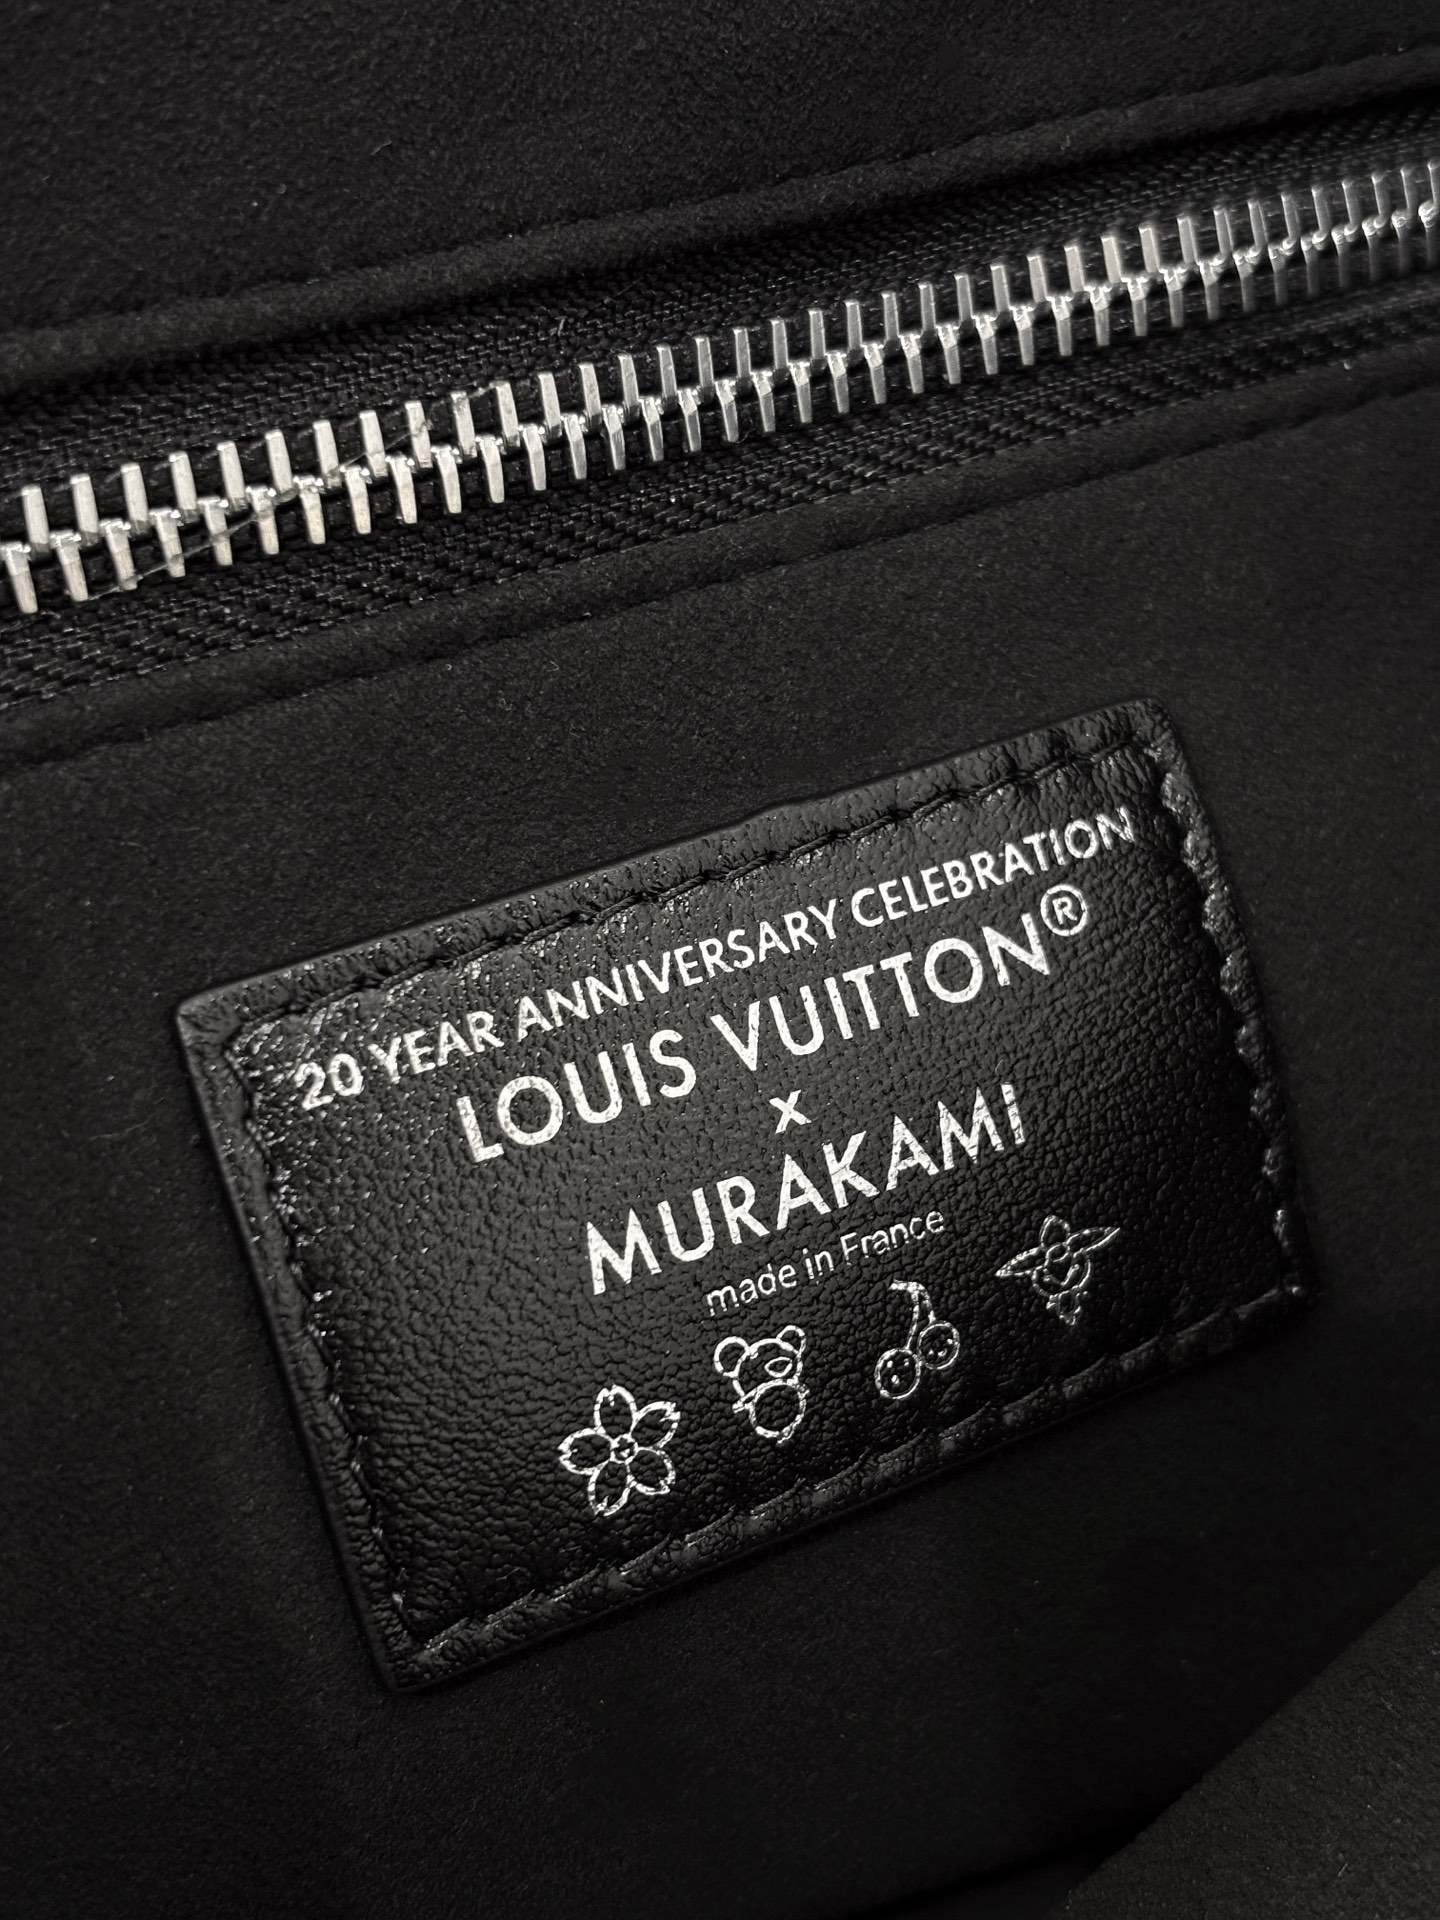 20 YEAR ANNIVERSARY CELEBRATION
LOUIS VUITTON®
x
MURAKAMI
made in France